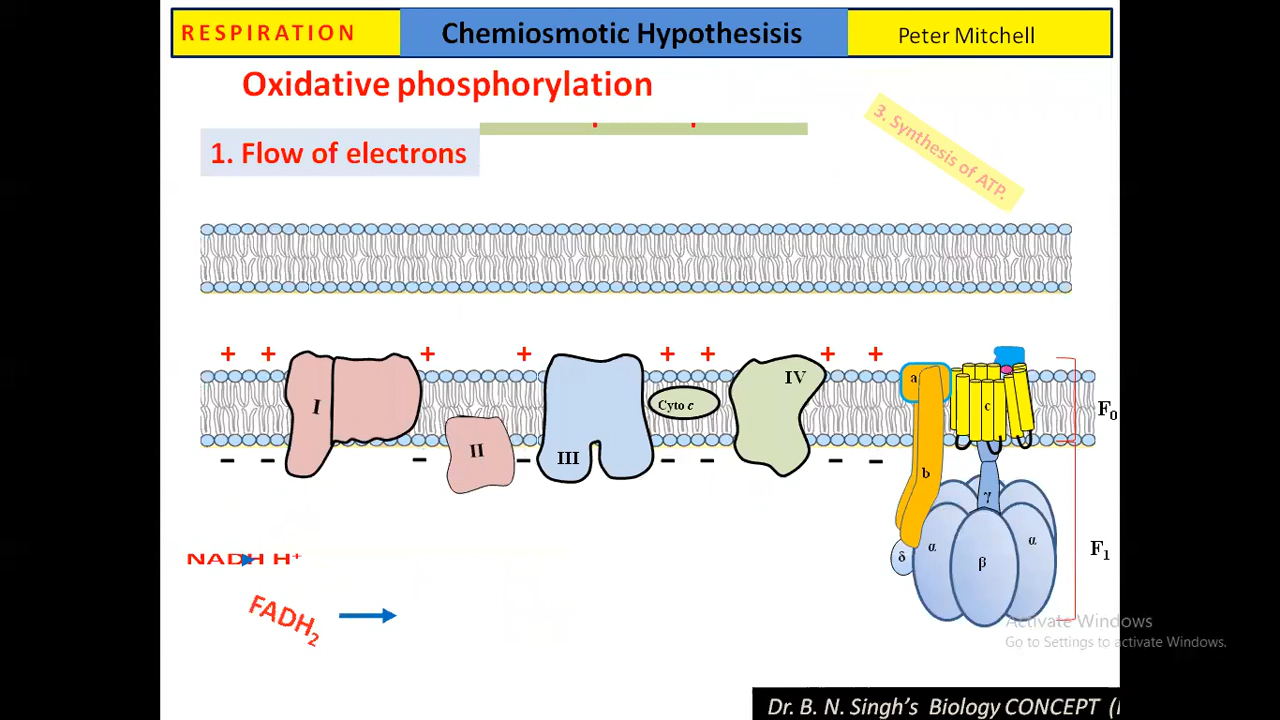 RESPIRATION
Chemiosmotic Hypothesisis
Peter Mitchell
Oxidative phosphorylation
1. Flow of electrons
3. Synthesis of ATP.
+ + + + + + + +
I
II
III
Cyto c
IV
a
c
F₀
− − − − − − − −
b
γ
δ
α
β
α
F₁
NADH H⁺
FADH₂
Activate Windows
Go to Settings to activate Windows.
Dr. B. N. Singh's Biology CONCEPT